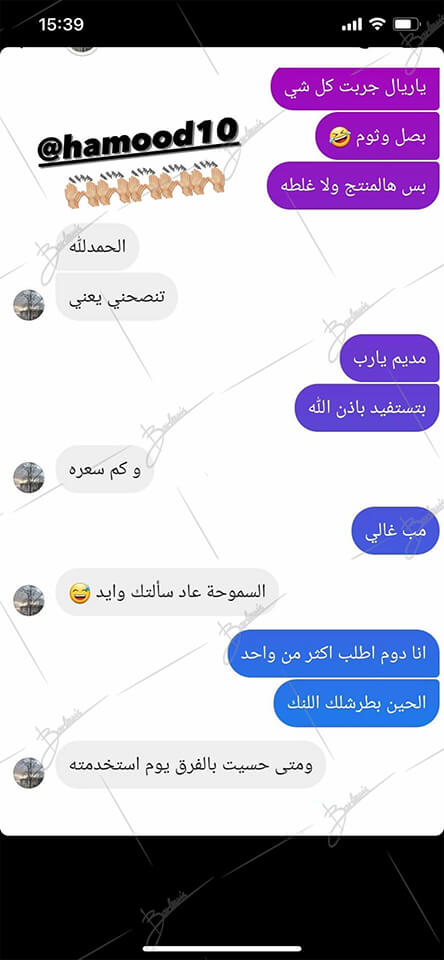 15:39
ياريال جربت كل شي
بصل وثوم 🤣
بس هالمنتج ولا غلطه
@hamood10
👏🏼👏🏼👏🏼👏🏼👏🏼👏🏼👏🏼
الحمدلله
تنصحني يعني
مديم يارب
بتستفيد باذن الله
و كم سعره
مب غالي
السموحة عاد سألتك وايد 😅
انا دوم اطلب اكثر من واحد
الحين بطرشلك اللنك
ومتى حسيت بالفرق يوم استخدمته